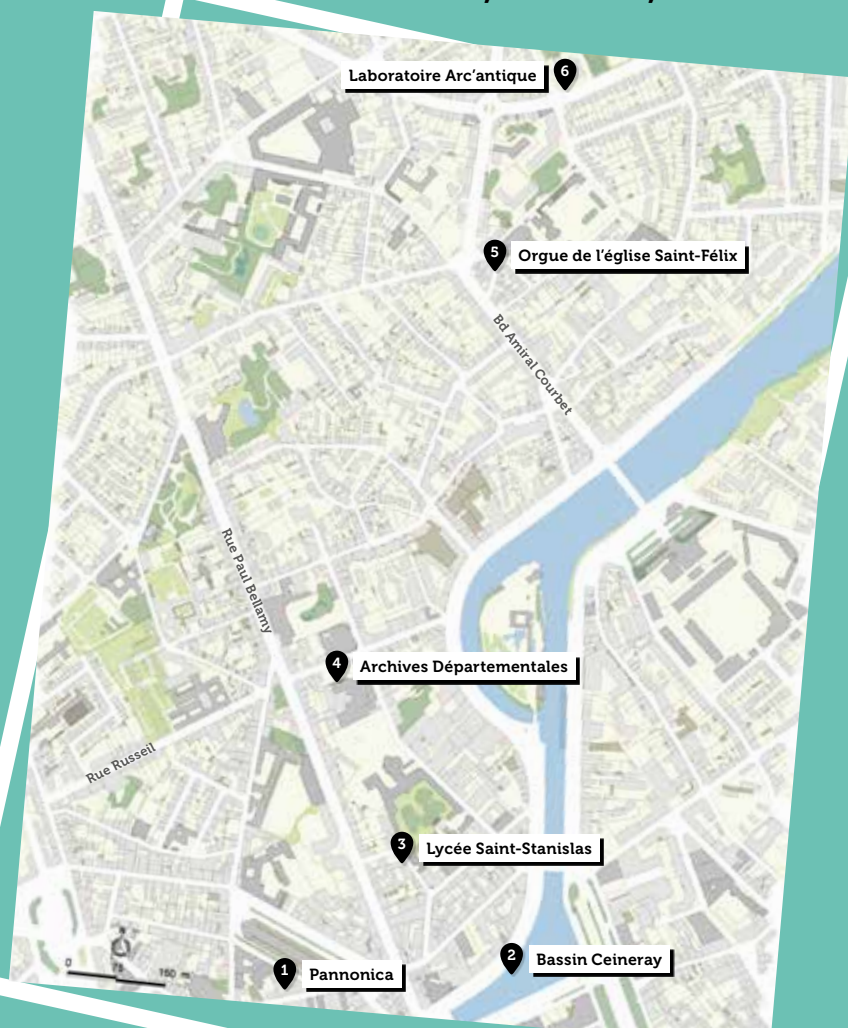 6
Laboratoire Arc’antique
5
Orgue de l’église Saint-Félix
Bd Amiral Courbet
Rue Paul Bellamy
4
Archives Départementales
Rue Russeil
3
Lycée Saint-Stanislas
2
Bassin Ceineray
1
Pannonica
0 75 150 m